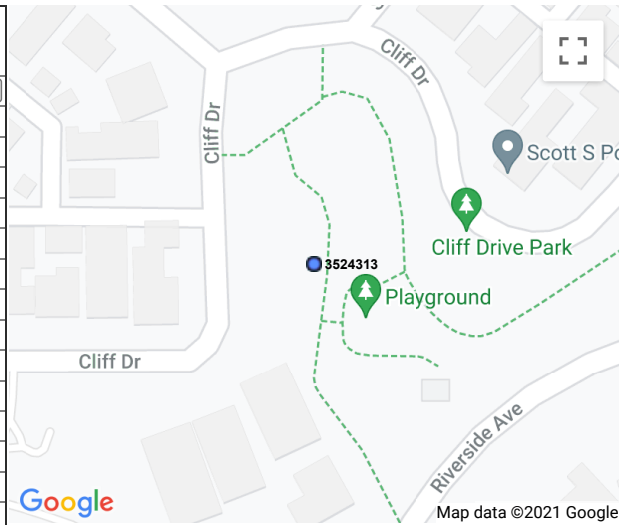 Cliff Dr
Cliff Dr
Scott S Po
Cliff Drive Park
3524313
Playground
Cliff Dr
Riverside Ave
Google
Map data ©2021 Google